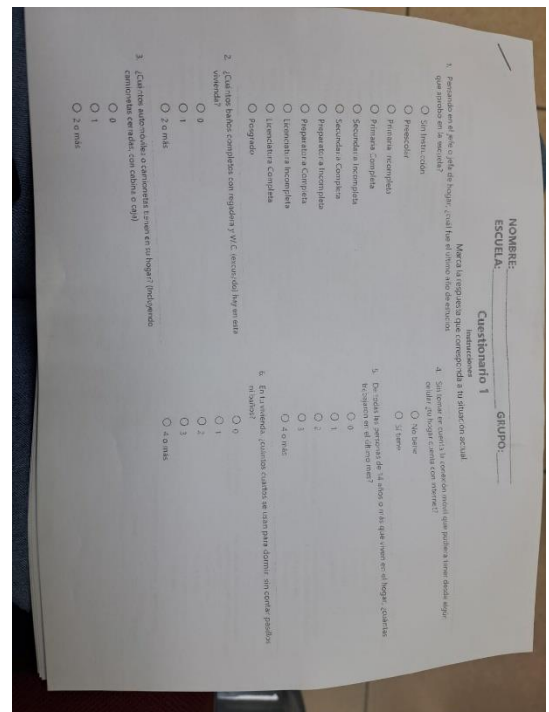 NOMBRE:
ESCUELA: GRUPO:
Cuestionario 1
Instrucciones
Marca la respuesta que corresponda a tu situación actual
1. Pensando en el jefe o jefa de hogar, ¿cuál fue el último año de estudios
que aprobó en la escuela?
Sin Instrucción
Preescolar
Primaria Incompleta
Primaria Completa
Secundaria Incompleta
Secundaria Completa
Preparatoria Incompleta
Preparatoria Completa
Licenciatura Incompleta
Licenciatura Completa
Posgrado
2. ¿Cuántos baños completos con regadera y W.C. (excusado) hay en esta
vivienda?
0
1
2 o más
3. ¿Cuántos automóviles o camionetas tienen en su hogar? (Incluyendo
camionetas cerradas, con cabina o caja)
0
1
2 o más
4. Sin tomar en cuenta la conexión móvil que pudiera tener desde algún
celular ¿tu hogar cuenta con internet?
No tiene
Sí tiene
5. De todas las personas de 14 años o más que viven en el hogar, ¿cuántas
trabajaron en el último mes?
0
1
2
3
4 o más
6. En tu vivienda, ¿cuántos cuartos se usan para dormir, sin contar pasillos
ni baños?
0
1
2
3
4 o más